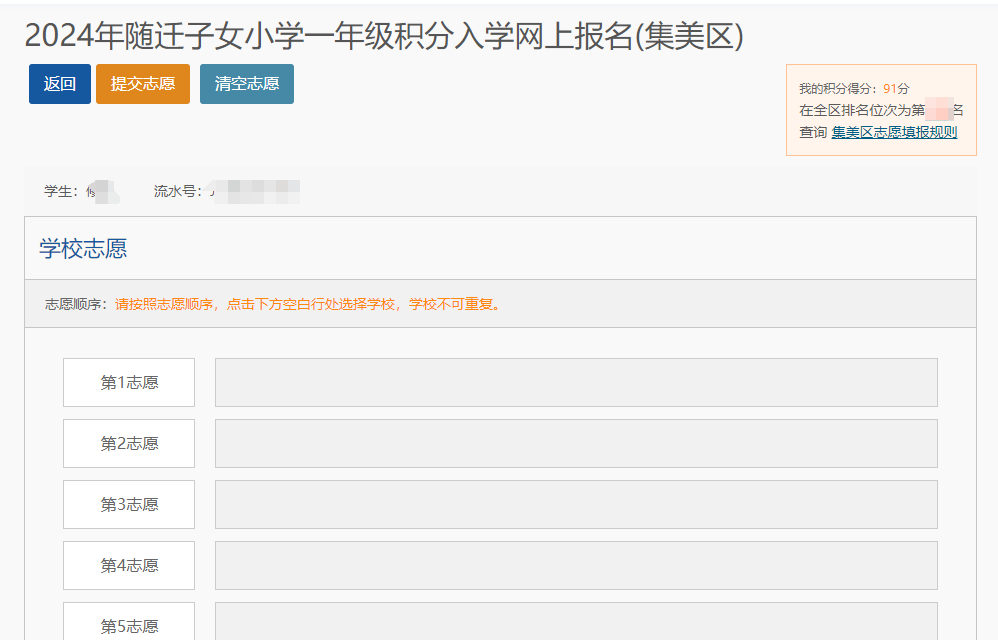 2024年随迁子女小学一年级积分入学网上报名(集美区)
返回 提交志愿 清空志愿
我的积分得分：91分
在全区排名位次为第 名
查询 集美区志愿填报规则
学生： 流水号：
学校志愿
志愿顺序：请按照志愿顺序，点击下方空白行处选择学校，学校不可重复。
第1志愿
第2志愿
第3志愿
第4志愿
第5志愿